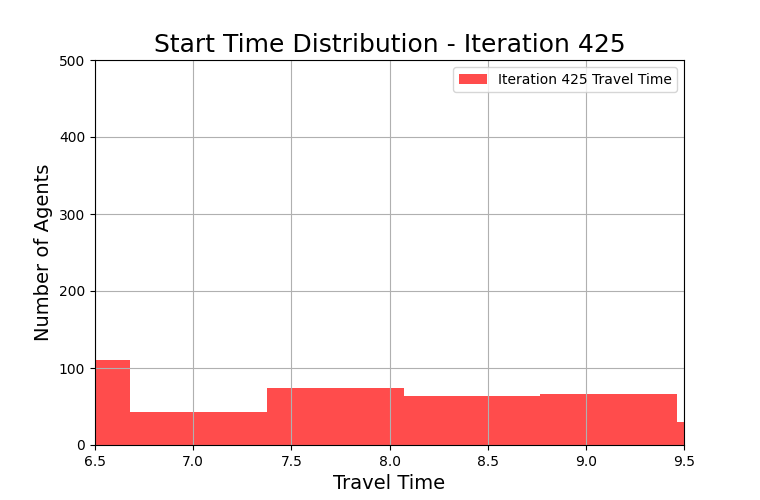 Start Time Distribution - Iteration 425
Iteration 425 Travel Time
Number of Agents
500
400
300
200
100
0
6.5 7.0 7.5 8.0 8.5 9.0 9.5
Travel Time